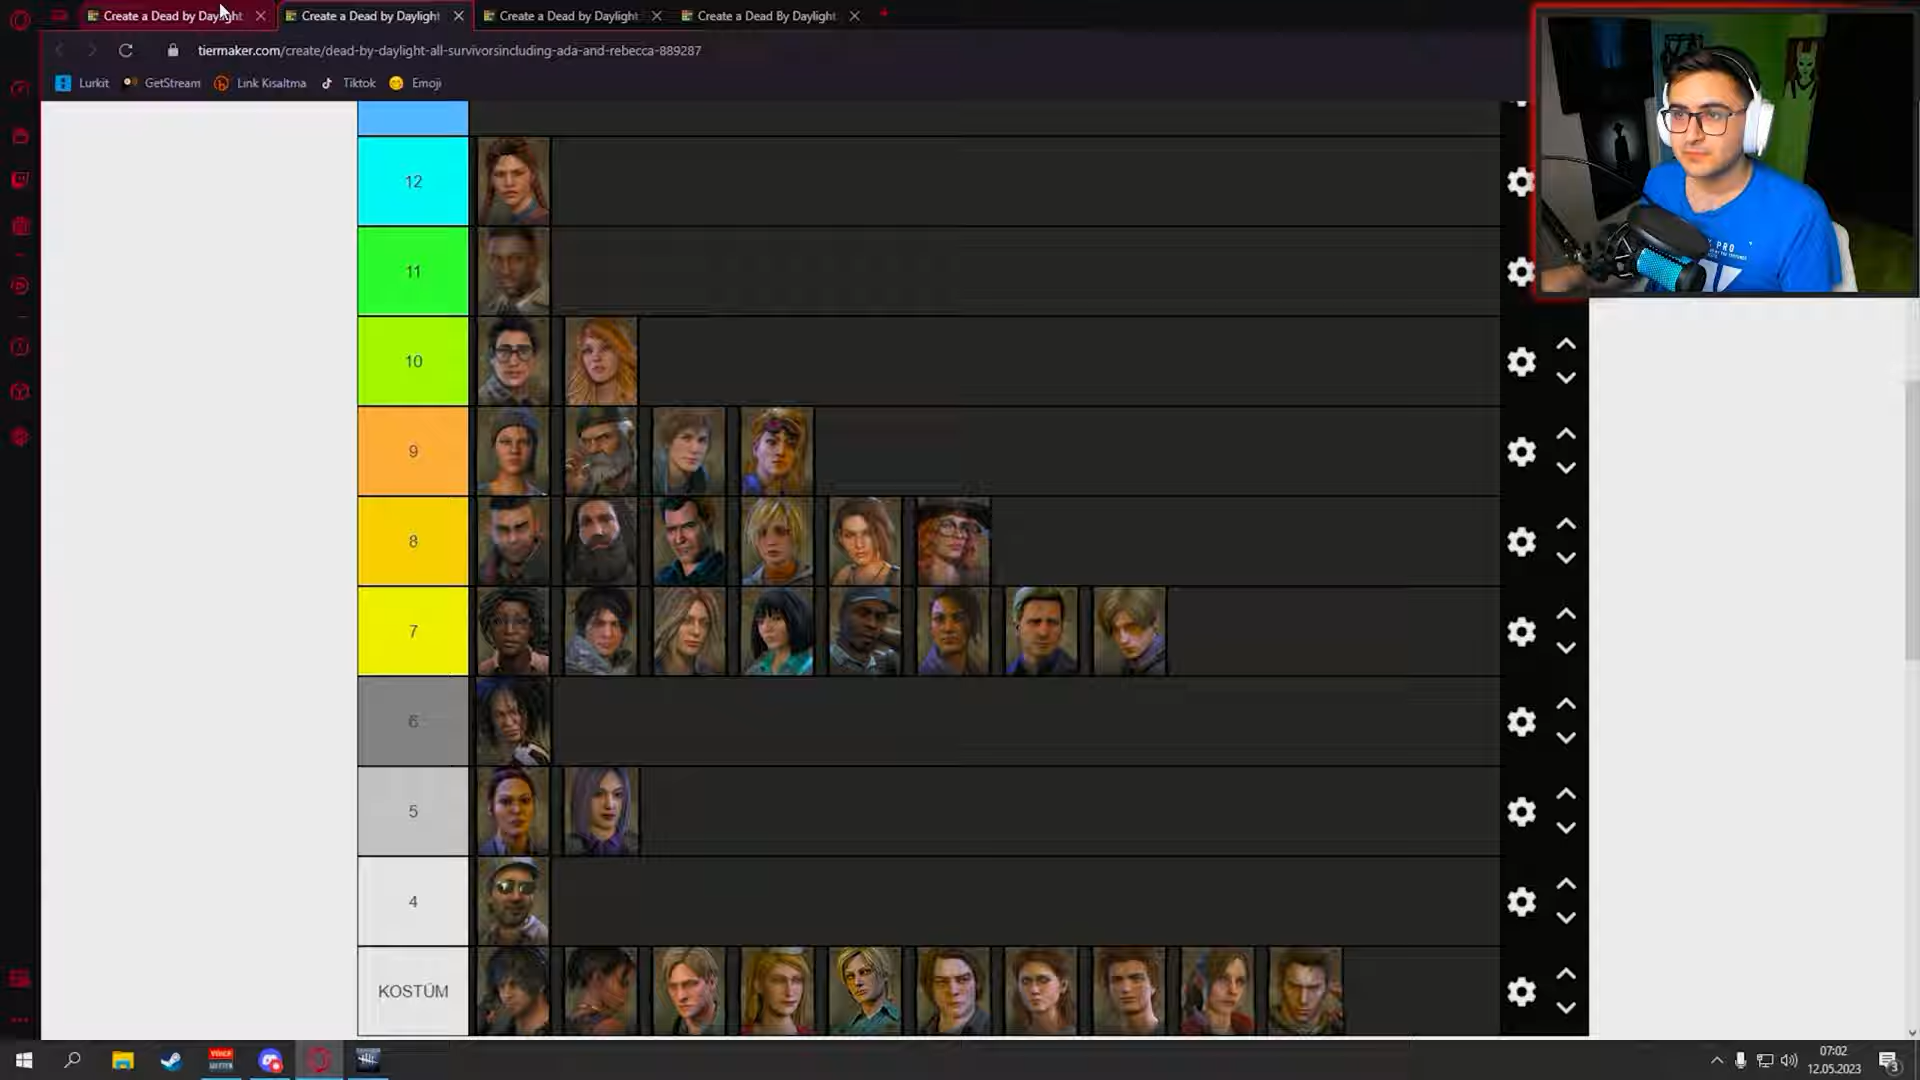 Create a Dead by Daylight
Create a Dead by Daylight
Create a Dead by Daylight
Create a Dead By Daylight
tiermaker.com/create/dead-by-daylight-all-survivorsincluding-ada-and-rebecca-889287
Lurkit
GetStream
Link Kısaltma
Tiktok
Emoji
12
11
10
9
8
7
6
5
4
KOSTÜM
07:02
12.05.2023
3